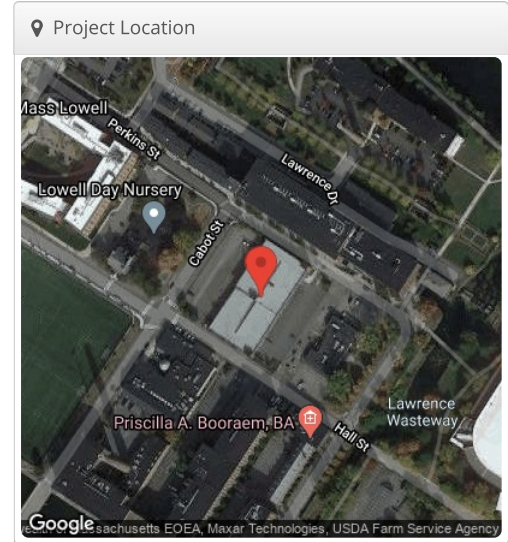 Project Location
Mass Lowell
Perkins St
Lawrence Dr
Lowell Day Nursery
Cabot St
Priscilla A. Booraem, BA
Hall St
Lawrence
Wasteway
Google
ssachusetts EOEA, Maxar Technologies, USDA Farm Service Agency